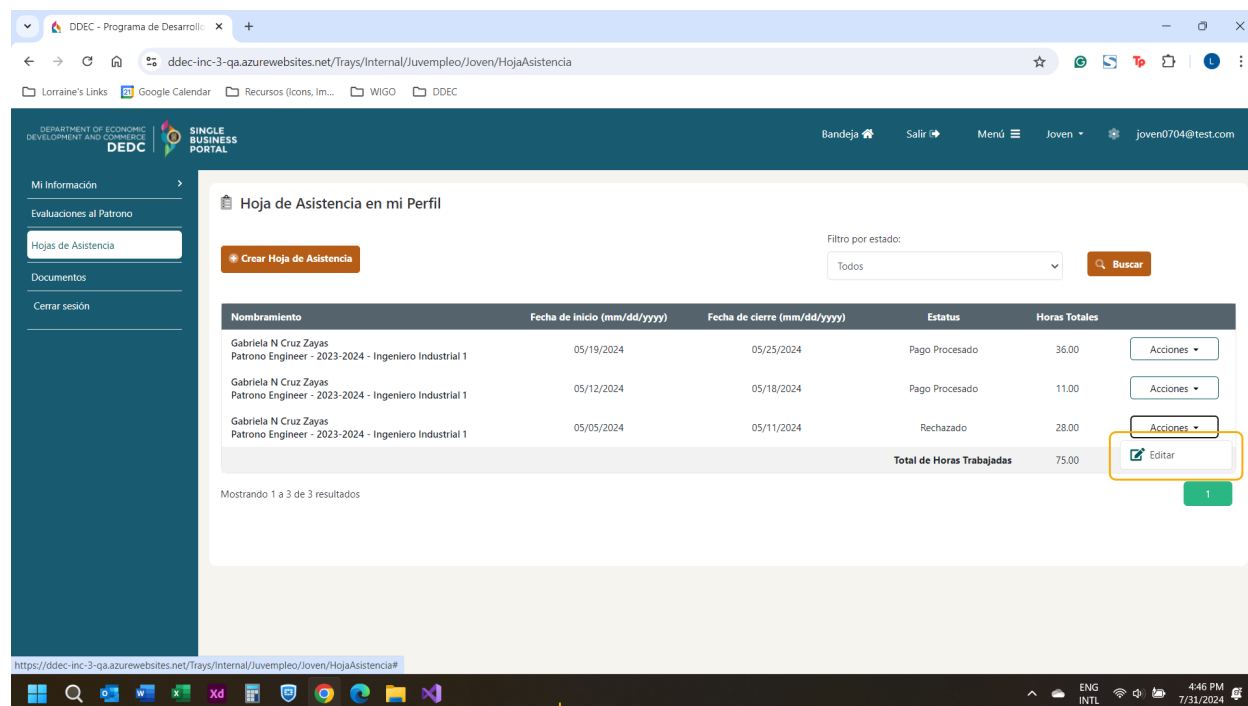 DDEC - Programa de Desarrollo
ddec-inc-3-qa.azurewebsites.net/Trays/Internal/Juvempleo/Joven/HojaAsistencia
Lorraine's Links
Google Calendar
Recursos (Icons, Im...
WIGO
DDEC
DEPARTMENT OF ECONOMIC
DEVELOPMENT AND COMMERCE
DEDC
SINGLE
BUSINESS
PORTAL
Bandeja
Salir
Menú
Joven
joven0704@test.com
Mi Información
Evaluaciones al Patrono
Hojas de Asistencia
Documentos
Cerrar sesión
Hoja de Asistencia en mi Perfil
Crear Hoja de Asistencia
Filtro por estado:
Todos
Buscar
Nombramiento Fecha de inicio (mm/dd/yyyy) Fecha de cierre (mm/dd/yyyy) Estatus Horas Totales
Gabriela N Cruz Zayas
Patrono Engineer - 2023-2024 - Ingeniero Industrial 1 05/19/2024 05/25/2024 Pago Procesado 36.00 Acciones
Gabriela N Cruz Zayas
Patrono Engineer - 2023-2024 - Ingeniero Industrial 1 05/12/2024 05/18/2024 Pago Procesado 11.00 Acciones
Gabriela N Cruz Zayas
Patrono Engineer - 2023-2024 - Ingeniero Industrial 1 05/05/2024 05/11/2024 Rechazado 28.00 Acciones
Total de Horas Trabajadas 75.00
Editar
Mostrando 1 a 3 de 3 resultados
1
https://ddec-inc-3-qa.azurewebsites.net/Trays/Internal/Juvempleo/Joven/HojaAsistencia#
ENG
INTL
4:46 PM
7/31/2024